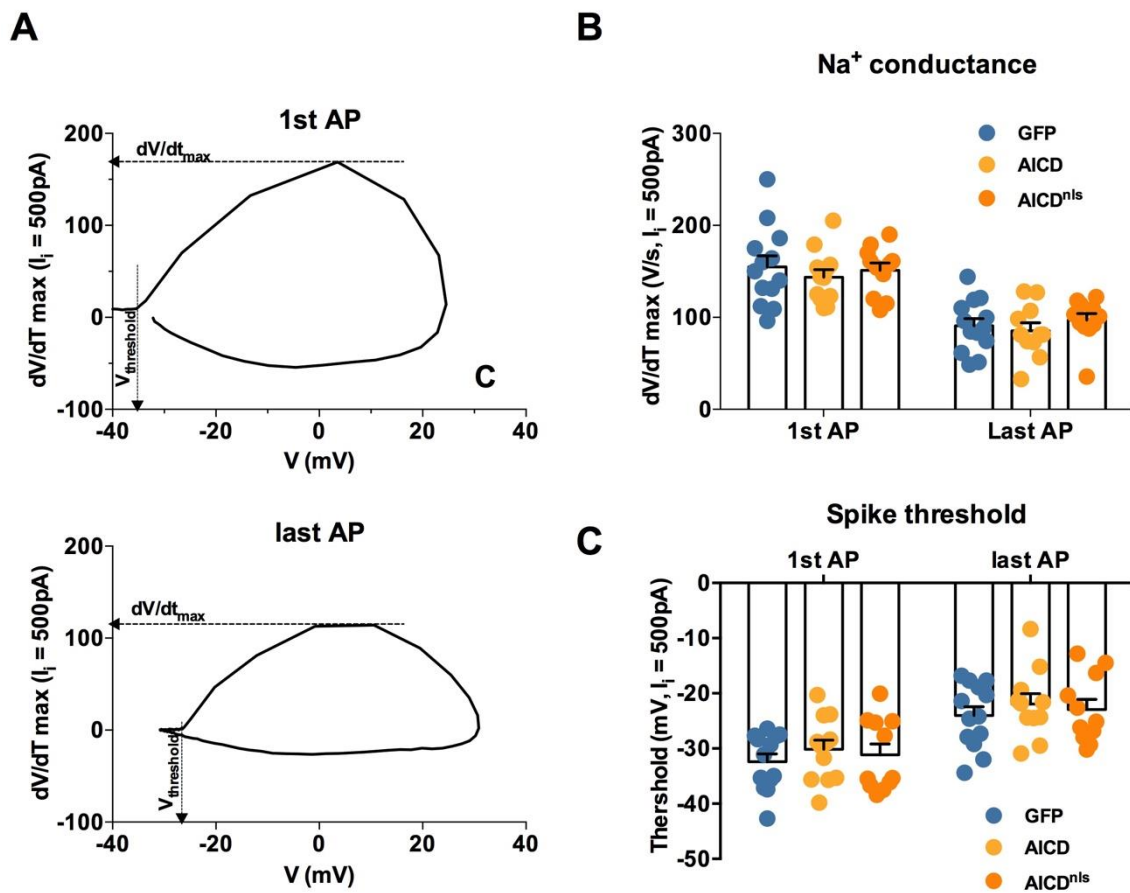 A
1st AP
dV/dT max (Ii = 500pA)
200
100
0
-100
dV/dtmax
Vthreshold
C
-40
-20
0
20
40
V (mV)
last AP
dV/dT max (Ii = 500pA)
200
100
0
-100
dV/dtmax
Vthreshold
-40
-20
0
20
40
V (mV)
B
Na+ conductance
dV/dT max (V/s, Ii = 500pA)
300
200
100
0
GFP
AICD
AICDnls
1st AP
Last AP
C
Spike threshold
1st AP
last AP
Thershold (mV, Ii = 500pA)
0
-10
-20
-30
-40
-50
GFP
AICD
AICDnls